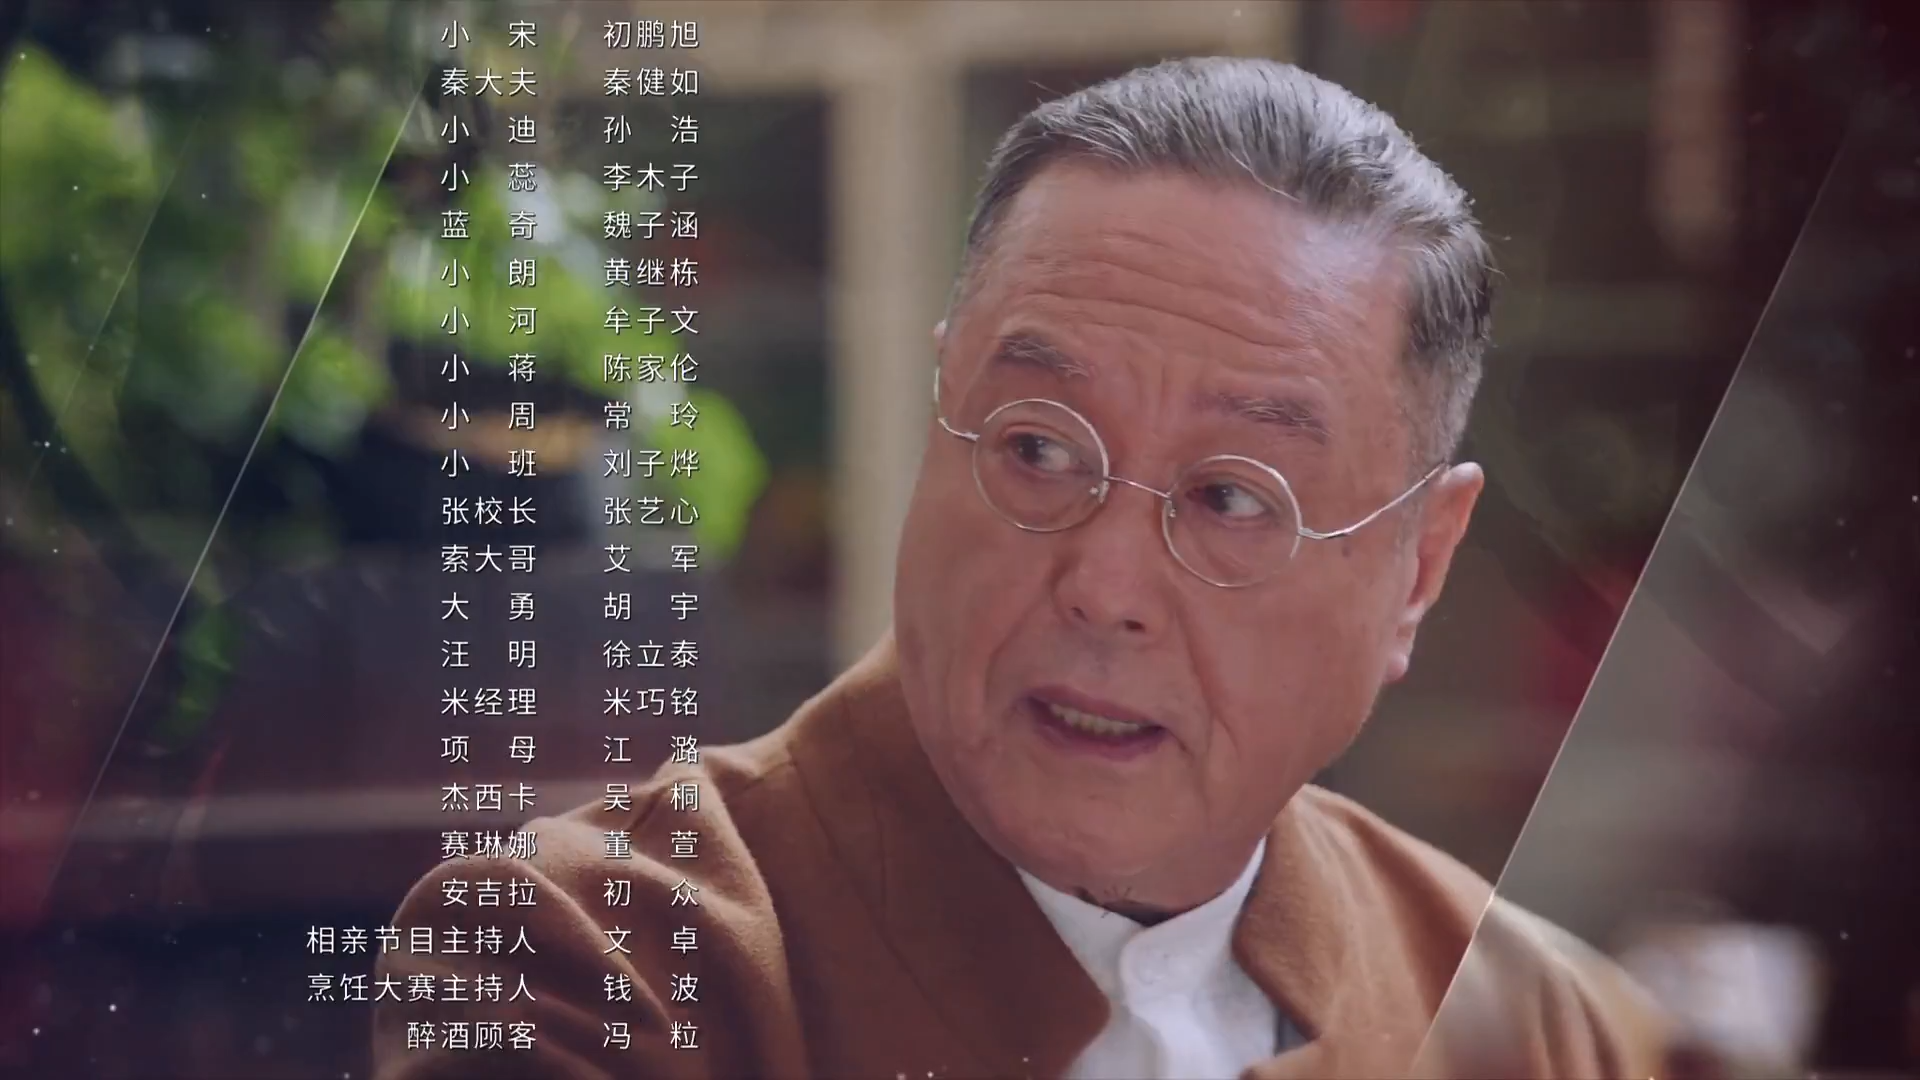 小宋 初鹏旭
秦大夫 秦健如
小迪 孙浩
小蕊 李木子
蓝奇 魏子涵
小朗 黄继栋
小河 牟子文
小蒋 陈家伦
小周 常玲
小班 刘子烨
张校长 张艺心
索大哥 艾军
大勇 胡宇
汪明 徐立泰
米经理 米巧铭
项母 江潞
杰西卡 吴桐
赛琳娜 董萱
安吉拉 初众
相亲节目主持人 文卓
烹饪大赛主持人 钱波
醉酒顾客 冯粒